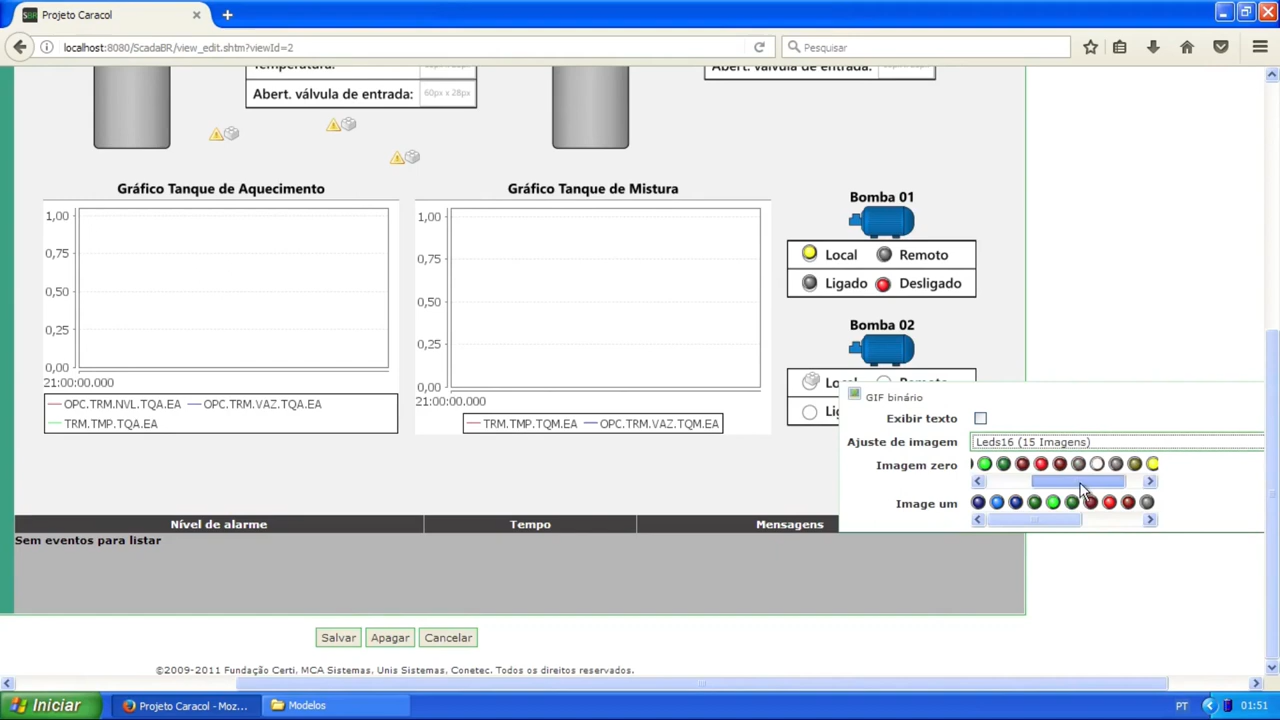 Projeto Caracol
localhost:8080/ScadaBR/view_edit.shtm?viewId=2
Pesquisar
Temperatura:
Abert. válvula de entrada: 60px x 28px
Abert. válvula de entrada:
Gráfico Tanque de Aquecimento
1,00
0,75
0,50
0,25
0,00
21:00:00.000
OPC.TRM.NVL.TQA.EA OPC.TRM.VAZ.TQA.EA
TRM.TMP.TQA.EA
Gráfico Tanque de Mistura
1,00
0,75
0,50
0,25
0,00
21:00:00.000
TRM.TMP.TQM.EA OPC.TRM.VAZ.TQM.EA
Bomba 01
Local Remoto
Ligado Desligado
Bomba 02
GIF binário
Exibir texto
Ajuste de imagem Leds16 (15 Imagens)
Imagem zero
Image um
Nível de alarme Tempo Mensagens
Sem eventos para listar
Salvar Apagar Cancelar
©2009-2011 Fundação Certi, MCA Sistemas, Unis Sistemas, Conetec. Todos os direitos reservados.
Iniciar Projeto Caracol - Moz... Modelos PT 01:51